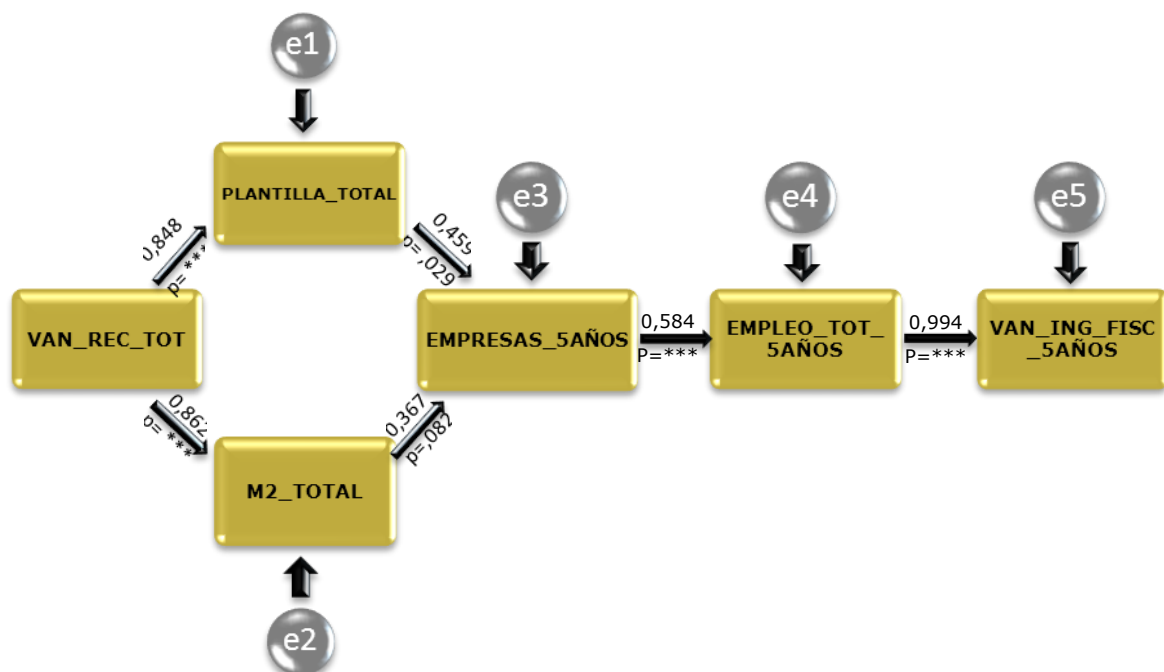 e1
PLANTILLA_TOTAL
0,848
p= ***
0,459
p= ,029
e3
e4
e5
VAN_REC_TOT
EMPRESAS_5AÑOS
0,584
P=***
EMPLEO_TOT_
5AÑOS
0,994
P=***
VAN_ING_FISC
_5AÑOS
0,862
p= ***
0,367
p=,082
M2_TOTAL
e2